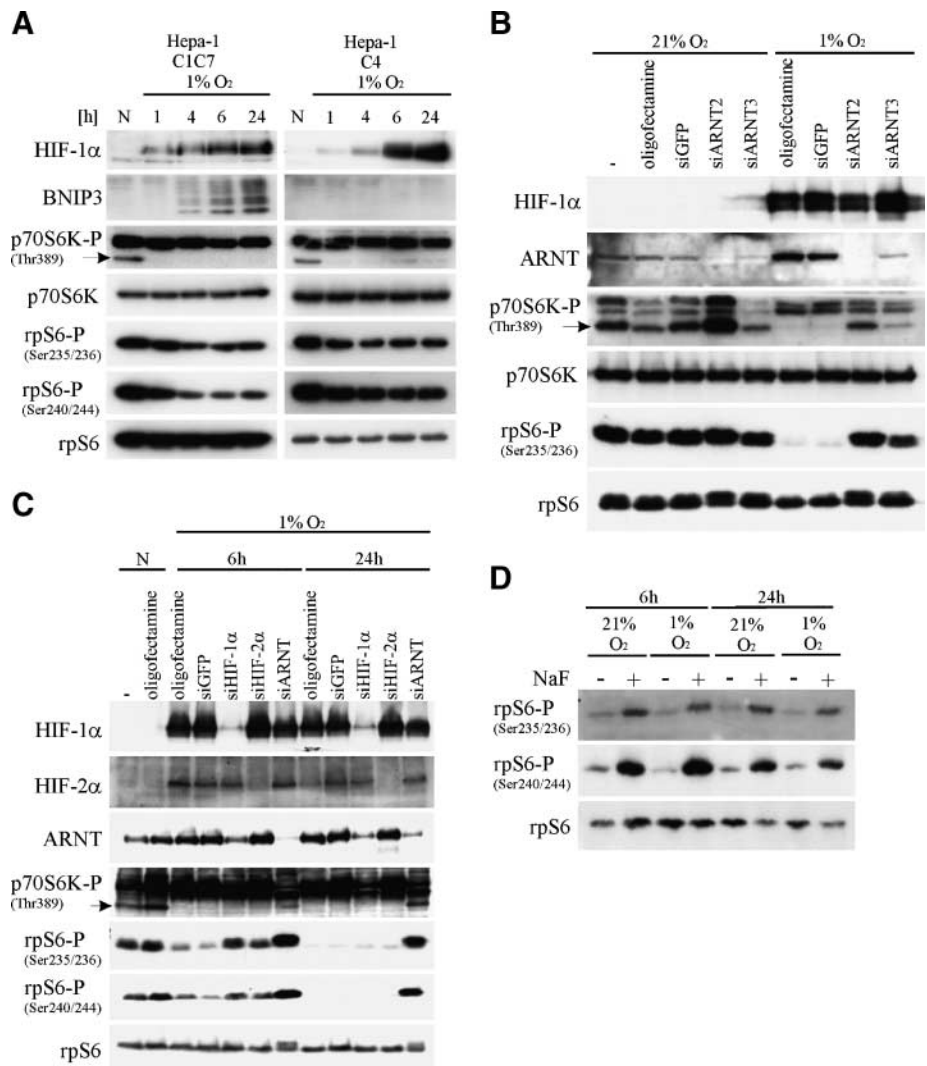 A
Hepa-1 Hepa-1
C1C7 C4
1% O2 1% O2
[h] N 1 4 6 24 N 1 4 6 24
HIF-1α
BNIP3
p70S6K-P
(Thr389)
p70S6K
rpS6-P
(Ser235/236)
rpS6-P
(Ser240/244)
rpS6
B
21% O2 1% O2
- oligofectamine siGFP siARNT2 siARNT3 oligofectamine siGFP siARNT2 siARNT3
HIF-1α
ARNT
p70S6K-P
(Thr389)
p70S6K
rpS6-P
(Ser235/236)
rpS6
C
1% O2
N 6h 24h
- oligofectamine oligofectamine siGFP siHIF-1α siHIF-2α siARNT oligofectamine siGFP siHIF-1α siHIF-2α siARNT
HIF-1α
HIF-2α
ARNT
p70S6K-P
(Thr389)
rpS6-P
(Ser235/236)
rpS6-P
(Ser240/244)
rpS6
D
6h 24h
21% 1% 21% 1%
O2 O2 O2 O2
NaF - + - + - + - +
rpS6-P
(Ser235/236)
rpS6-P
(Ser240/244)
rpS6